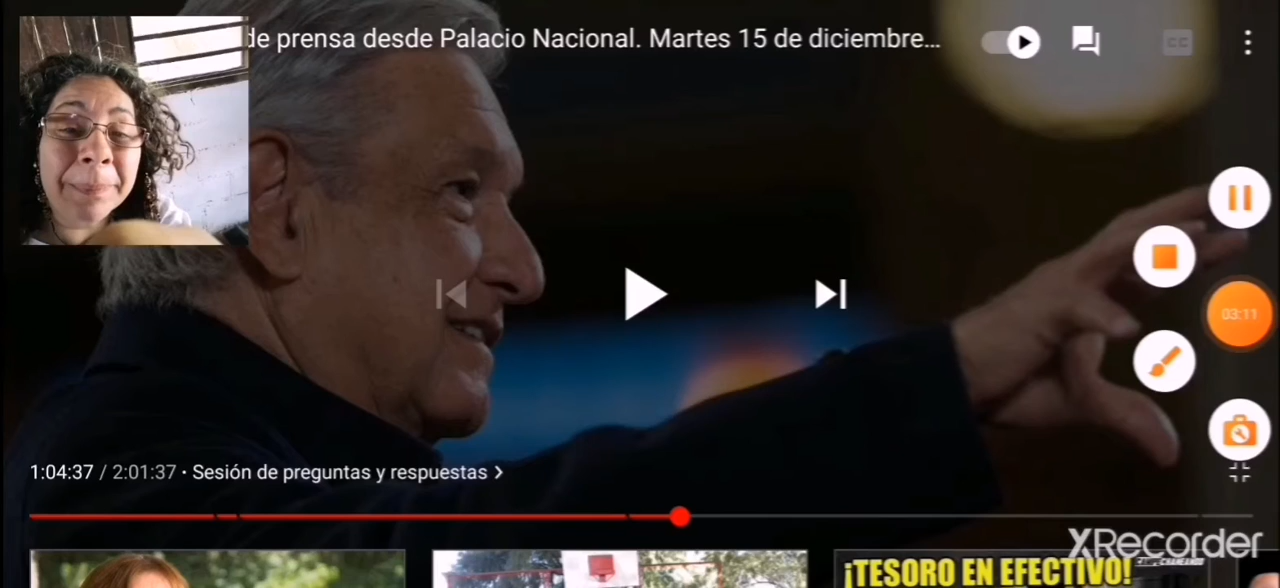 de prensa desde Palacio Nacional. Martes 15 de diciembre...
CC
03:11
1:04:37 / 2:01:37 • Sesión de preguntas y respuestas >
XRecorder
¡TESORO EN EFECTIVO!